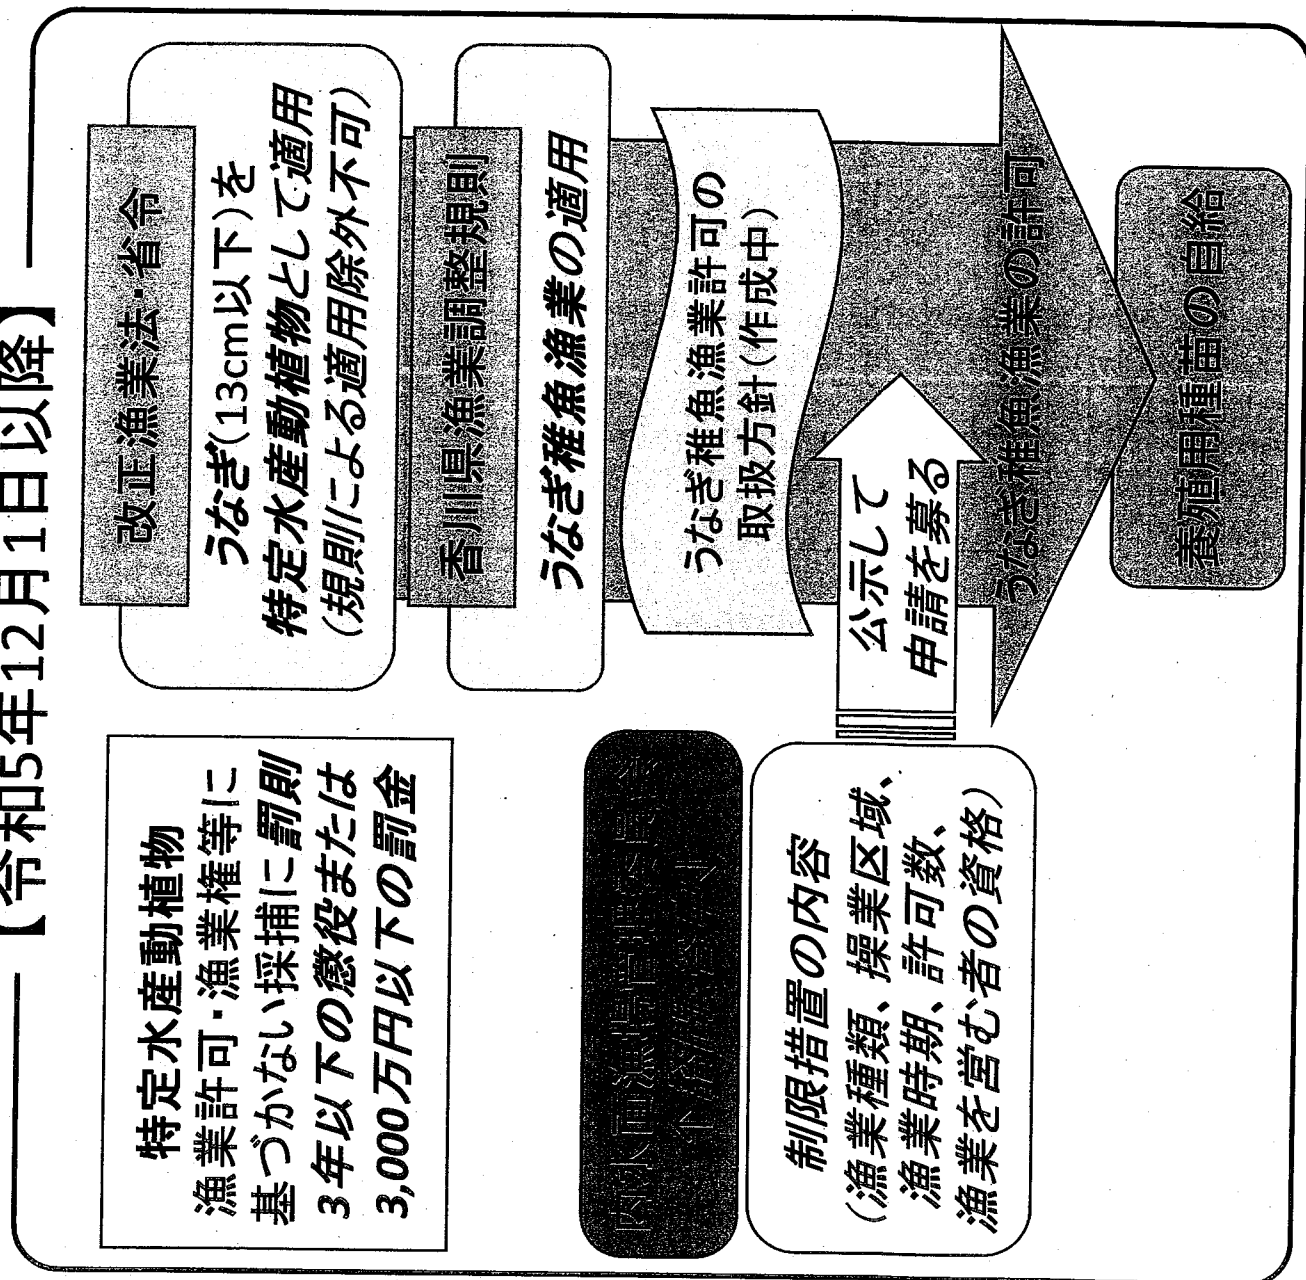 【令和5年12月1日以降】
特定水産動植物
漁業許可・漁業権等に
基づかない採捕に罰則
3年以下の懲役または
3,000万円以下の罰金
改正漁業法・省令
うなぎ(13cm以下)を
特定水産動植物として適用
(規則による適用除外不可)
香川県漁業調整規則
うなぎ稚魚漁業の適用
うなぎ稚魚漁業許可の
取扱方針(作成中)
制限措置の内容
(漁業種類、操業区域、
漁業時期、許可数、
漁業を営む者の資格)
公示して
申請を募る
うなぎ稚魚漁業の許可
養殖用種苗の自給